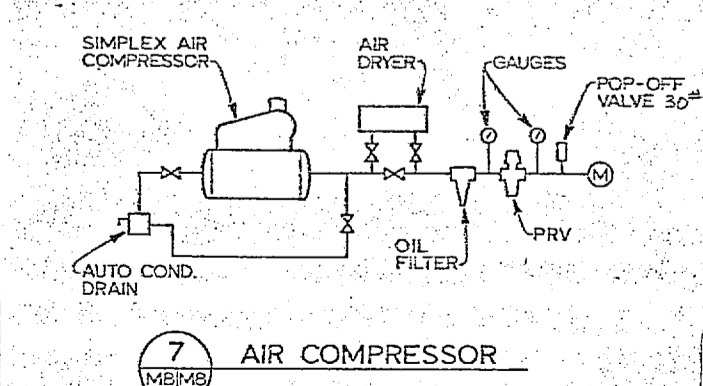 SIMPLEX AIR
COMPRESSOR
AIR
DRYER
GAUGES
POP-OFF
VALVE 30#
M
OIL
FILTER
PRV
AUTO COND.
DRAIN
7 AIR COMPRESSOR
M8|M8